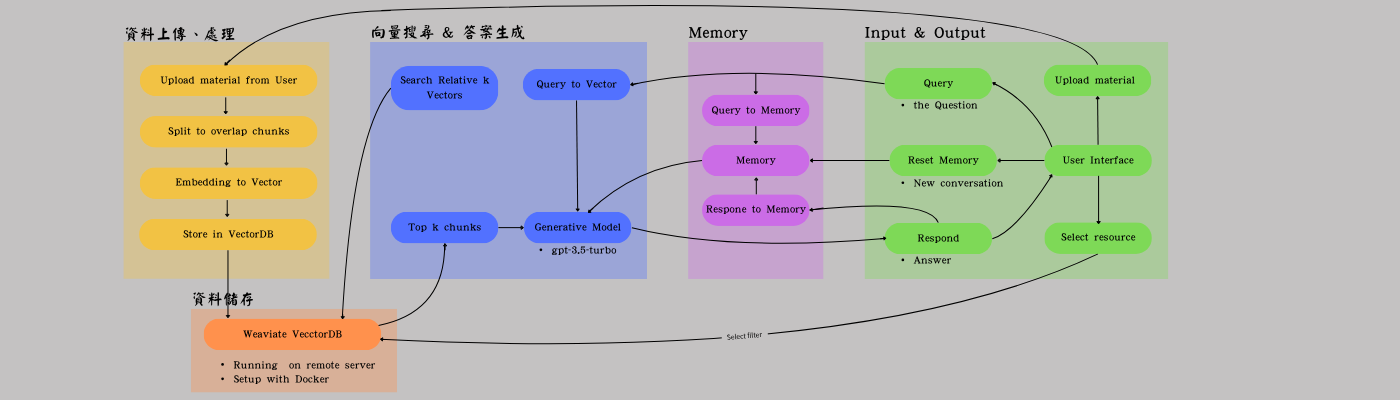 資料上傳、處理
Upload material from User
Split to overlap chunks
Embedding to Vector
Store in VectorDB
資料儲存
Weaviate VecctorDB
• Running on remote server
• Setup with Docker
向量搜尋 & 答案生成
Search Relative k
Vectors
Query to Vector
Top k chunks
Generative Model
• gpt-3.5-turbo
Memory
Query to Memory
Memory
Respone to Memory
Input & Output
Query
• the Question
Upload material
Reset Memory
• New conversation
User Interface
Respond
• Answer
Select resource
Select filter